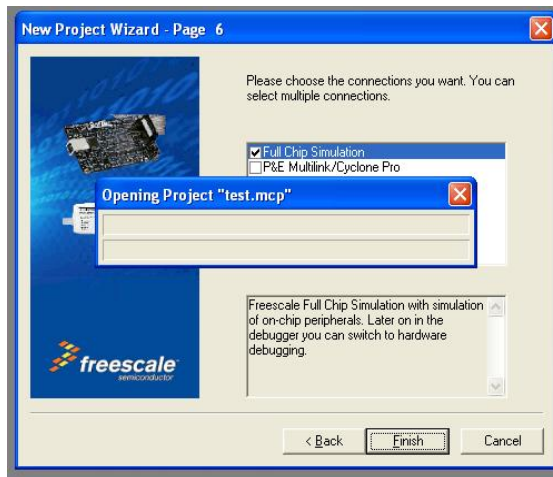 New Project Wizard - Page 6
Please choose the connections you want. You can
select multiple connections.
Full Chip Simulation
P&E Multilink/Cyclone Pro
Opening Project "test.mcp"
Freescale Full Chip Simulation with simulation
of on-chip peripherals. Later on in the
debugger you can switch to hardware
debugging.
freescale
semiconductor
< Back
Finish
Cancel